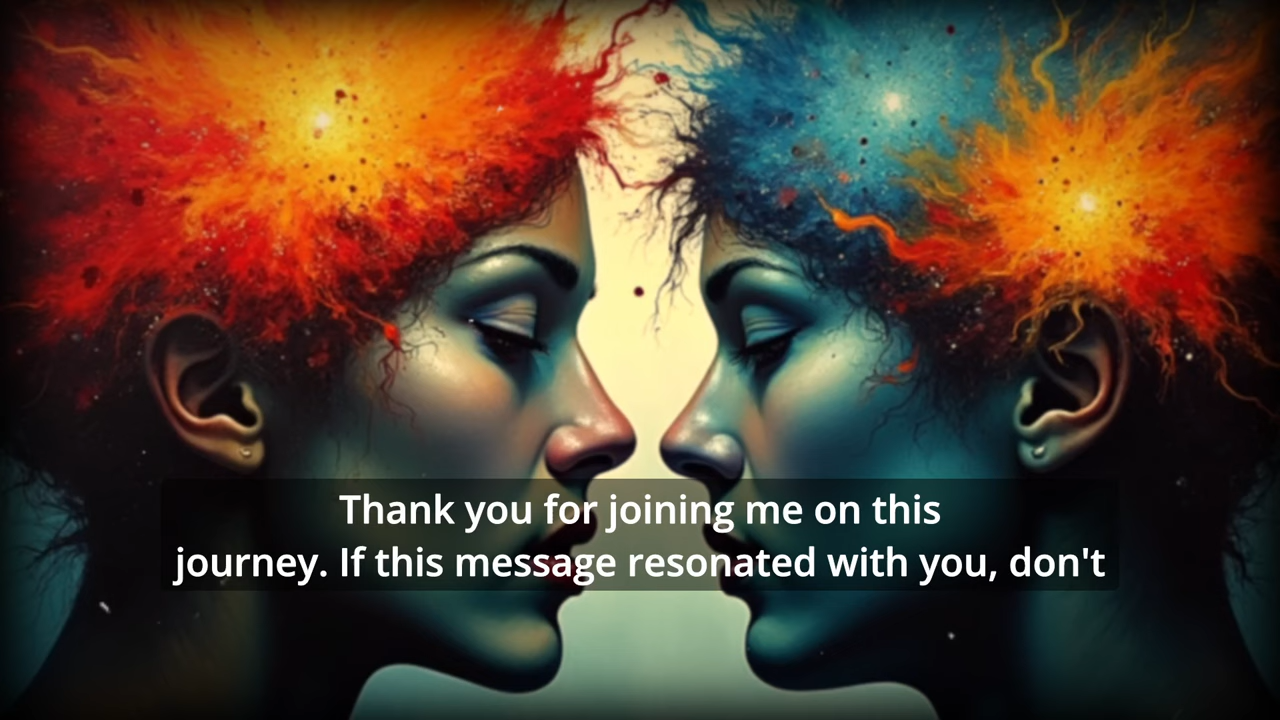 Thank you for joining me on this
journey. If this message resonated with you, don't